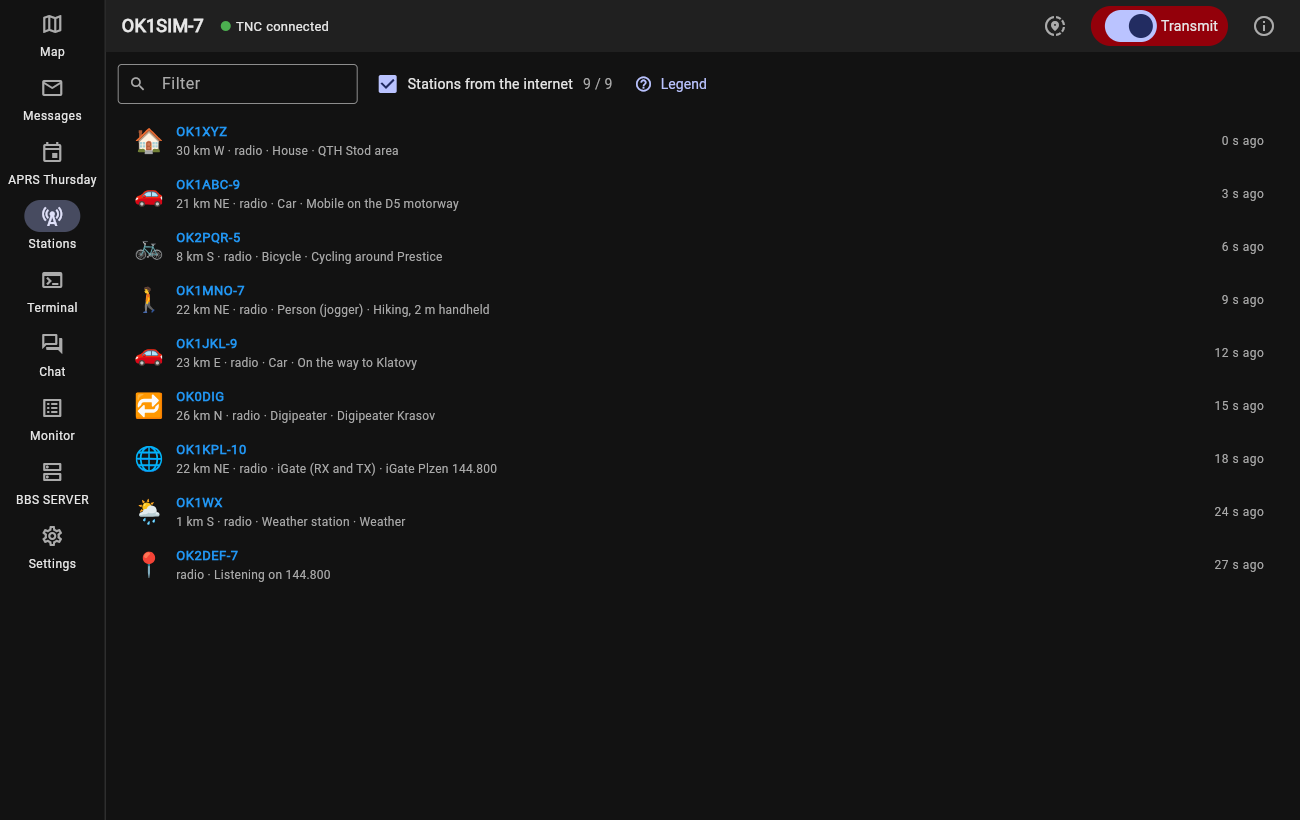 OK1SIM-7
TNC connected
Transmit
Map
Messages
APRS Thursday
Stations
Terminal
Chat
Monitor
BBS SERVER
Settings
Filter
Stations from the internet 9 / 9
Legend
OK1XYZ
30 km W · radio · House · QTH Stod area
0 s ago
OK1ABC-9
21 km NE · radio · Car · Mobile on the D5 motorway
3 s ago
OK2PQR-5
8 km S · radio · Bicycle · Cycling around Prestice
6 s ago
OK1MNO-7
22 km NE · radio · Person (jogger) · Hiking, 2 m handheld
9 s ago
OK1JKL-9
23 km E · radio · Car · On the way to Klatovy
12 s ago
OK0DIG
26 km N · radio · Digipeater · Digipeater Krasov
15 s ago
OK1KPL-10
22 km NE · radio · iGate (RX and TX) · iGate Plzen 144.800
18 s ago
OK1WX
1 km S · radio · Weather station · Weather
24 s ago
OK2DEF-7
radio · Listening on 144.800
27 s ago